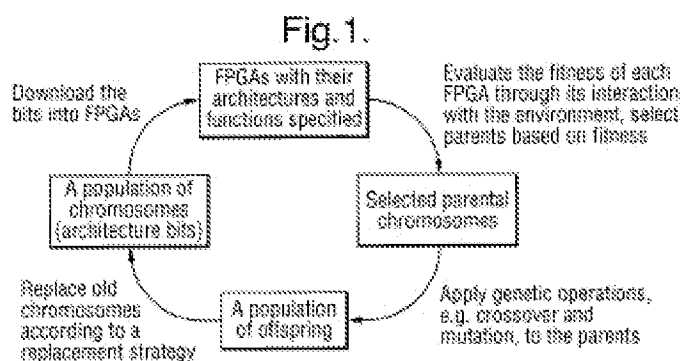 Fig.1.
Download the
bits into FPGAs
FPGAs with their
architectures and
functions specified
Evaluate the fitness of each
FPGA through its interaction
with the environment, select
parents based on fitness
A population of
chromosomes
(architecture bits)
Selected parental
chromosomes
Replace old
chromosomes
according to a
replacement strategy
A population
of offspring
Apply genetic operations,
e.g. crossover and
mutation, to the parents